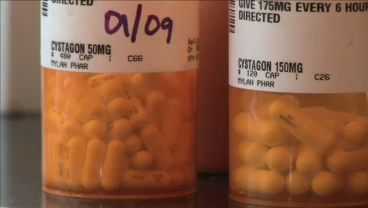 DIRECTED
01/09
CYSTAGON 50MG
# 480 CAP : C66
MYLAN PHAR
GIVE 175MG EVERY 6 HOUR
DIRECTED
CYSTAGON 150MG
# 120 CAP : C26
MYLAN PHAR